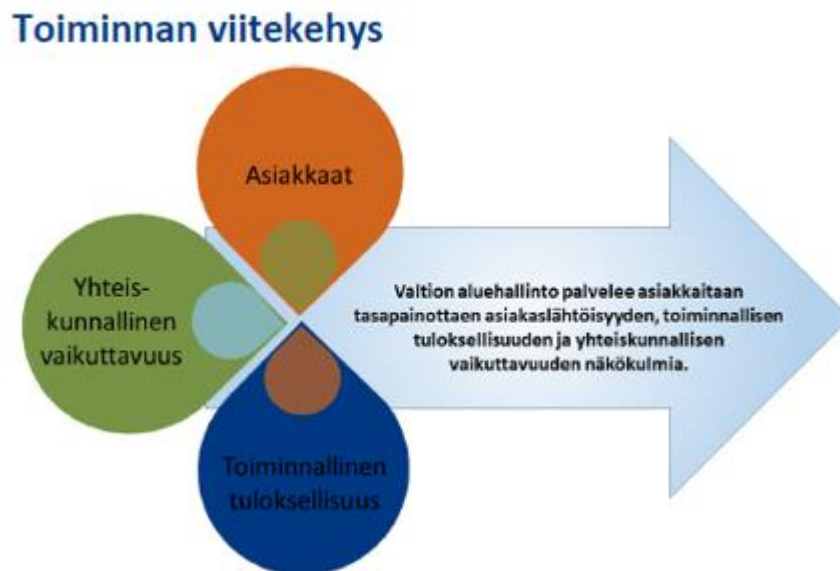 Toiminnan viitekehys
Asiakkaat
Yhteis-
kunnallinen
vaikuttavuus
Valtion aluehallinto palvelee asiakkaitaan
tasapainottaen asiakaslähtöisyyden, toiminnallisen
tuloksellisuuden ja yhteiskunnallisen
vaikuttavuuden näkökulmia.
Toiminnallinen
tuloksellisuus